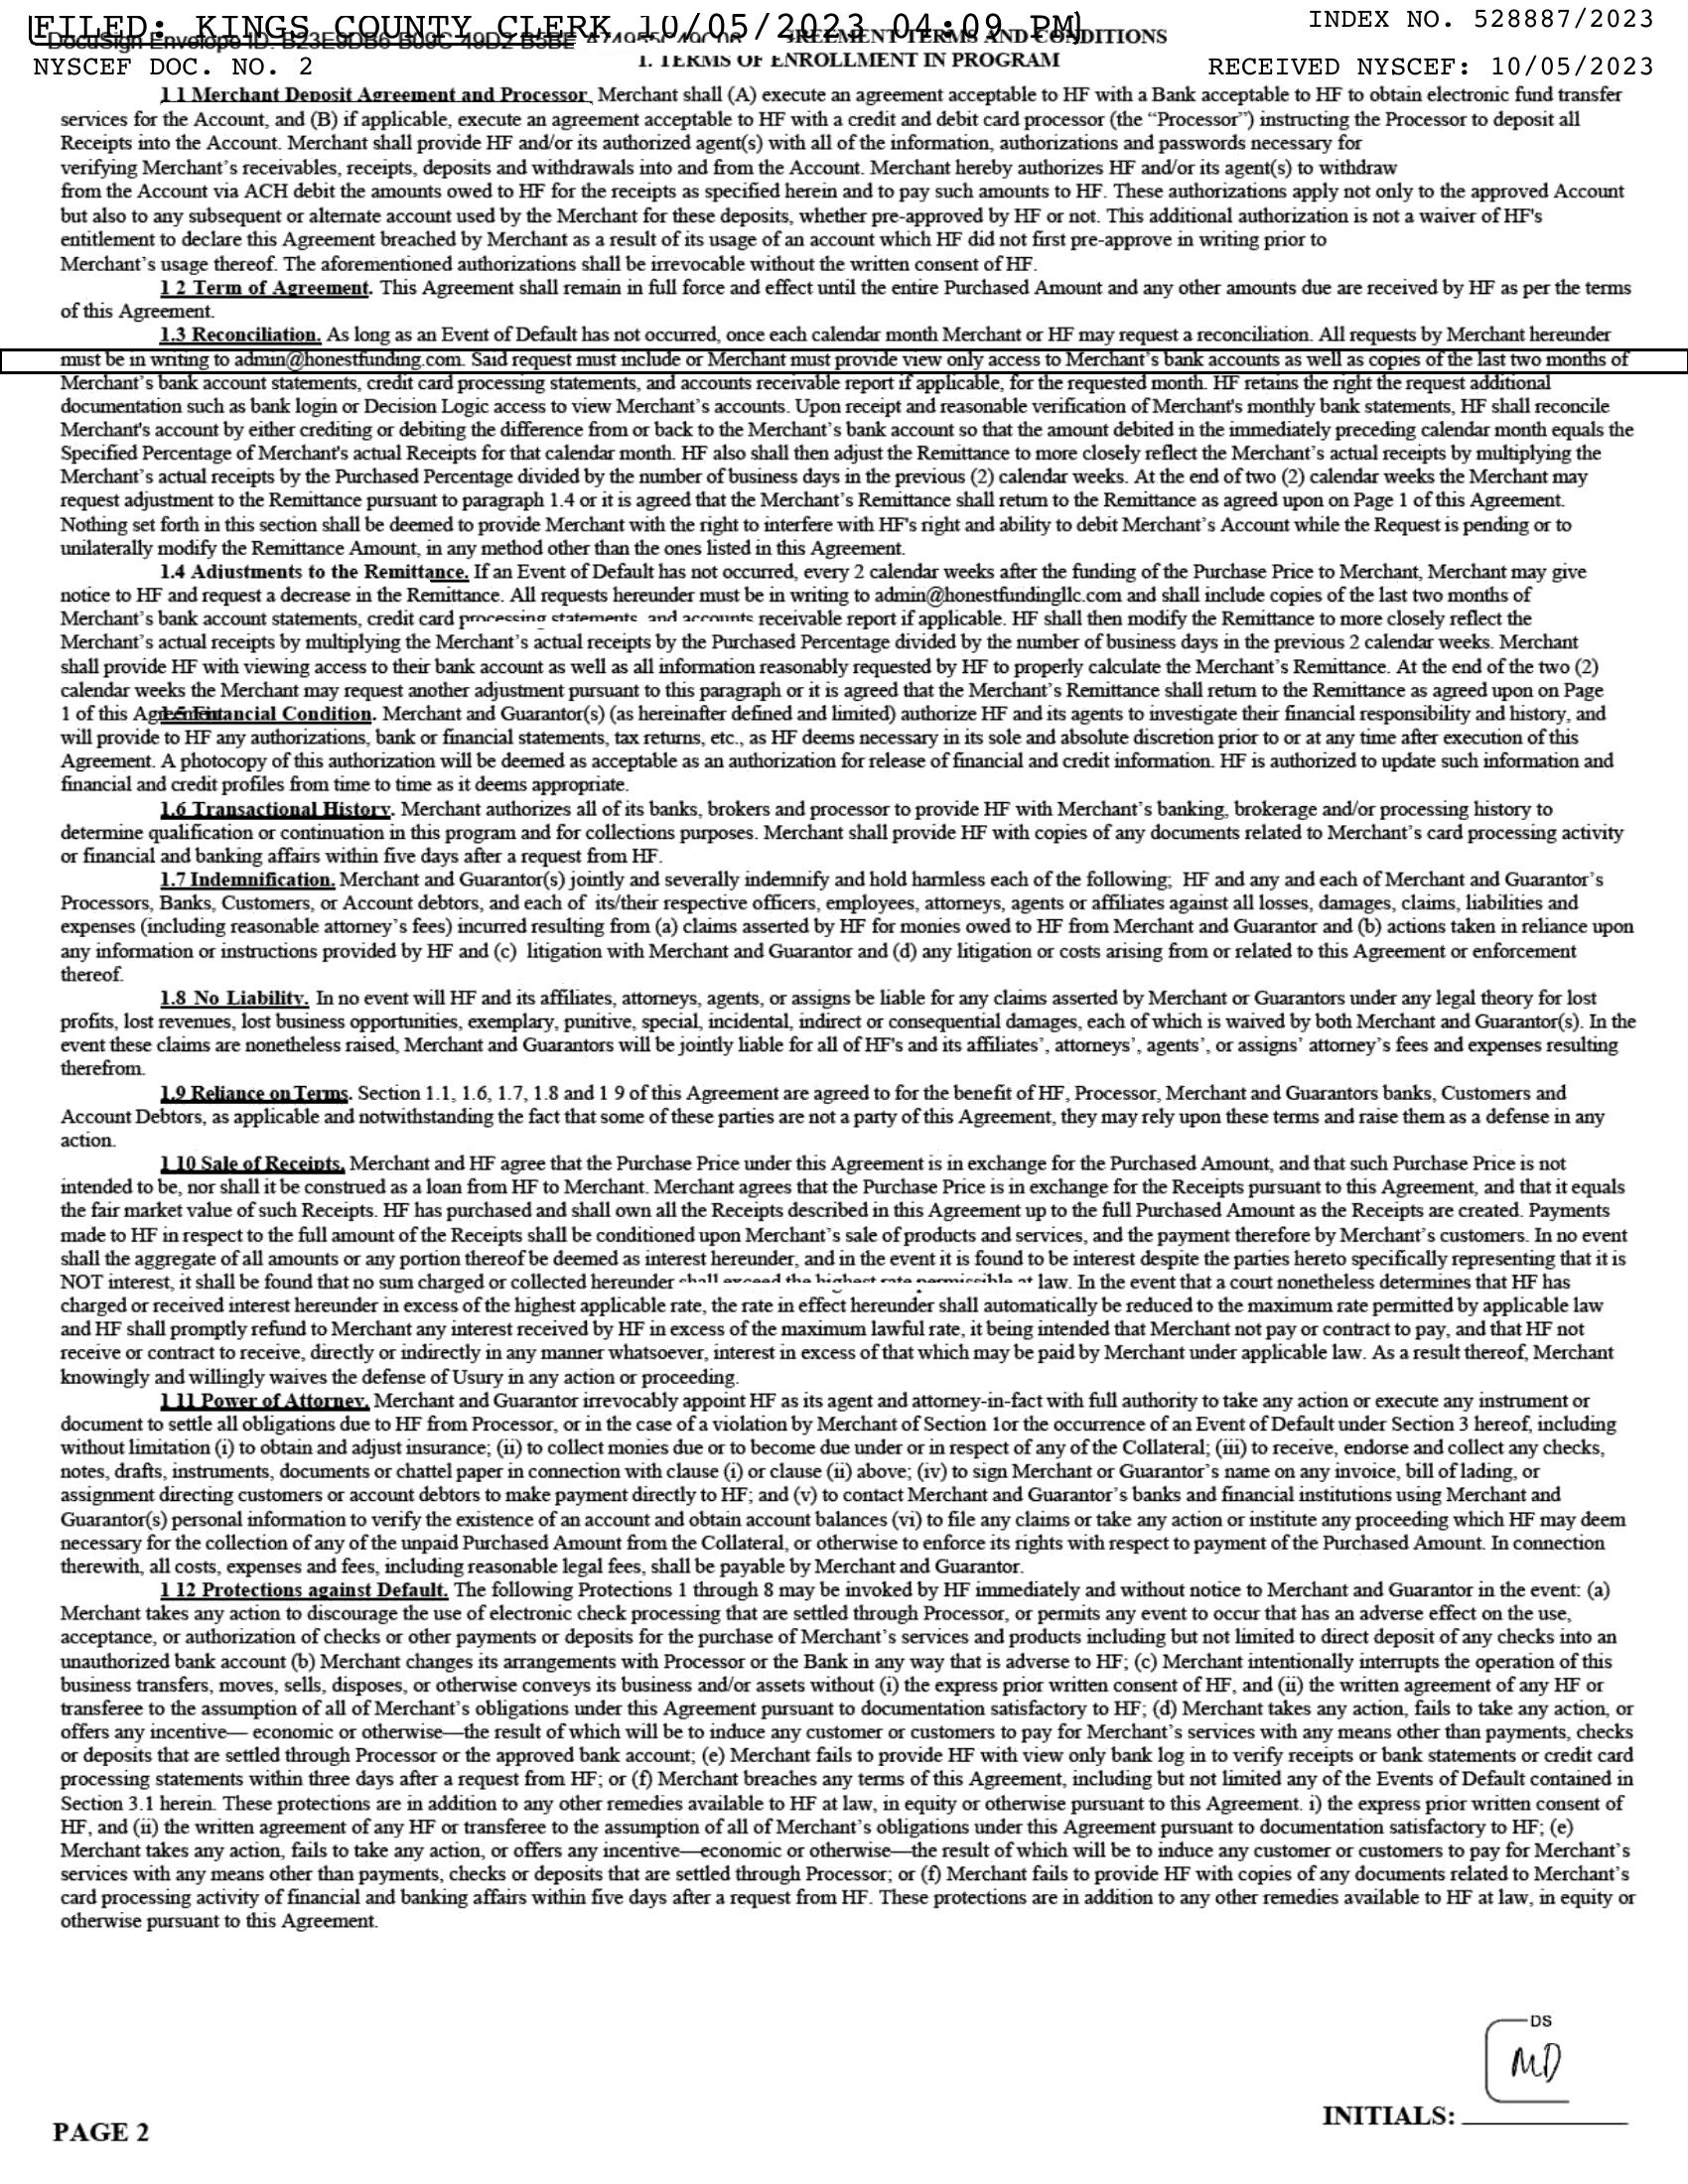 FILED: KINGS COUNTY CLERK 10/05/2023 04:09 PM
INDEX NO. 528887/2023
DocuSign Envelope ID: AGREEMENT TERMS AND CONDITIONS
NYSCEF DOC. NO. 2
1. TERMS OF ENROLLMENT IN PROGRAM
RECEIVED NYSCEF: 10/05/2023
1 1 Merchant Deposit Agreement and Processor. Merchant shall (A) execute an agreement acceptable to HF with a Bank acceptable to HF to obtain electronic fund transfer
services for the Account, and (B) if applicable, execute an agreement acceptable to HF with a credit and debit card processor (the “Processor”) instructing the Processor to deposit all
Receipts into the Account. Merchant shall provide HF and/or its authorized agent(s) with all of the information, authorizations and passwords necessary for
verifying Merchant’s receivables, receipts, deposits and withdrawals into and from the Account. Merchant hereby authorizes HF and/or its agent(s) to withdraw
from the Account via ACH debit the amounts owed to HF for the receipts as specified herein and to pay such amounts to HF. These authorizations apply not only to the approved Account
but also to any subsequent or alternate account used by the Merchant for these deposits, whether pre-approved by HF or not. This additional authorization is not a waiver of HF's
entitlement to declare this Agreement breached by Merchant as a result of its usage of an account which HF did not first pre-approve in writing prior to
Merchant’s usage thereof. The aforementioned authorizations shall be irrevocable without the written consent of HF.
1 2 Term of Agreement. This Agreement shall remain in full force and effect until the entire Purchased Amount and any other amounts due are received by HF as per the terms
of this Agreement.
1.3 Reconciliation. As long as an Event of Default has not occurred, once each calendar month Merchant or HF may request a reconciliation. All requests by Merchant hereunder
must be in writing to admin@honestfunding.com. Said request must include or Merchant must provide view only access to Merchant’s bank accounts as well as copies of the last two months of
Merchant’s bank account statements, credit card processing statements, and accounts receivable report if applicable, for the requested month. HF retains the right the request additional
documentation such as bank login or Decision Logic access to view Merchant’s accounts. Upon receipt and reasonable verification of Merchant's monthly bank statements, HF shall reconcile
Merchant's account by either crediting or debiting the difference from or back to the Merchant’s bank account so that the amount debited in the immediately preceding calendar month equals the
Specified Percentage of Merchant's actual Receipts for that calendar month. HF also shall then adjust the Remittance to more closely reflect the Merchant’s actual receipts by multiplying the
Merchant’s actual receipts by the Purchased Percentage divided by the number of business days in the previous (2) calendar weeks. At the end of two (2) calendar weeks the Merchant may
request adjustment to the Remittance pursuant to paragraph 1.4 or it is agreed that the Merchant’s Remittance shall return to the Remittance as agreed upon on Page 1 of this Agreement.
Nothing set forth in this section shall be deemed to provide Merchant with the right to interfere with HF's right and ability to debit Merchant’s Account while the Request is pending or to
unilaterally modify the Remittance Amount, in any method other than the ones listed in this Agreement.
1.4 Adjustments to the Remittance. If an Event of Default has not occurred, every 2 calendar weeks after the funding of the Purchase Price to Merchant, Merchant may give
notice to HF and request a decrease in the Remittance. All requests hereunder must be in writing to admin@honestfundingllc.com and shall include copies of the last two months of
Merchant’s bank account statements, credit card processing statements, and accounts receivable report if applicable. HF shall then modify the Remittance to more closely reflect the
Merchant’s actual receipts by multiplying the Merchant’s actual receipts by the Purchased Percentage divided by the number of business days in the previous 2 calendar weeks. Merchant
shall provide HF with viewing access to their bank account as well as all information reasonably requested by HF to properly calculate the Merchant’s Remittance. At the end of the two (2)
calendar weeks the Merchant may request another adjustment pursuant to this paragraph or it is agreed that the Merchant’s Remittance shall return to the Remittance as agreed upon on Page
1 of this Agreement. 1.5 Financial Condition. Merchant and Guarantor(s) (as hereinafter defined and limited) authorize HF and its agents to investigate their financial responsibility and history, and
will provide to HF any authorizations, bank or financial statements, tax returns, etc., as HF deems necessary in its sole and absolute discretion prior to or at any time after execution of this
Agreement. A photocopy of this authorization will be deemed as acceptable as an authorization for release of financial and credit information. HF is authorized to update such information and
financial and credit profiles from time to time as it deems appropriate.
1.6 Transactional History. Merchant authorizes all of its banks, brokers and processor to provide HF with Merchant’s banking, brokerage and/or processing history to
determine qualification or continuation in this program and for collections purposes. Merchant shall provide HF with copies of any documents related to Merchant’s card processing activity
or financial and banking affairs within five days after a request from HF.
1.7 Indemnification. Merchant and Guarantor(s) jointly and severally indemnify and hold harmless each of the following; HF and any and each of Merchant and Guarantor’s
Processors, Banks, Customers, or Account debtors, and each of its/their respective officers, employees, attorneys, agents or affiliates against all losses, damages, claims, liabilities and
expenses (including reasonable attorney’s fees) incurred resulting from (a) claims asserted by HF for monies owed to HF from Merchant and Guarantor and (b) actions taken in reliance upon
any information or instructions provided by HF and (c) litigation with Merchant and Guarantor and (d) any litigation or costs arising from or related to this Agreement or enforcement
thereof.
1.8 No Liability. In no event will HF and its affiliates, attorneys, agents, or assigns be liable for any claims asserted by Merchant or Guarantors under any legal theory for lost
profits, lost revenues, lost business opportunities, exemplary, punitive, special, incidental, indirect or consequential damages, each of which is waived by both Merchant and Guarantor(s). In the
event these claims are nonetheless raised, Merchant and Guarantors will be jointly liable for all of HF's and its affiliates’, attorneys’, agents’, or assigns’ attorney’s fees and expenses resulting
therefrom.
1.9 Reliance on Terms. Section 1.1, 1.6, 1.7, 1.8 and 1 9 of this Agreement are agreed to for the benefit of HF, Processor, Merchant and Guarantors banks, Customers and
Account Debtors, as applicable and notwithstanding the fact that some of these parties are not a party of this Agreement, they may rely upon these terms and raise them as a defense in any
action.
1 10 Sale of Receipts. Merchant and HF agree that the Purchase Price under this Agreement is in exchange for the Purchased Amount, and that such Purchase Price is not
intended to be, nor shall it be construed as a loan from HF to Merchant. Merchant agrees that the Purchase Price is in exchange for the Receipts pursuant to this Agreement, and that it equals
the fair market value of such Receipts. HF has purchased and shall own all the Receipts described in this Agreement up to the full Purchased Amount as the Receipts are created. Payments
made to HF in respect to the full amount of the Receipts shall be conditioned upon Merchant’s sale of products and services, and the payment therefore by Merchant’s customers. In no event
shall the aggregate of all amounts or any portion thereof be deemed as interest hereunder, and in the event it is found to be interest despite the parties hereto specifically representing that it is
NOT interest, it shall be found that no sum charged or collected hereunder shall exceed the highest rate permissible at law. In the event that a court nonetheless determines that HF has
charged or received interest hereunder in excess of the highest applicable rate, the rate in effect hereunder shall automatically be reduced to the maximum rate permitted by applicable law
and HF shall promptly refund to Merchant any interest received by HF in excess of the maximum lawful rate, it being intended that Merchant not pay or contract to pay, and that HF not
receive or contract to receive, directly or indirectly in any manner whatsoever, interest in excess of that which may be paid by Merchant under applicable law. As a result thereof, Merchant
knowingly and willingly waives the defense of Usury in any action or proceeding.
1 11 Power of Attorney. Merchant and Guarantor irrevocably appoint HF as its agent and attorney-in-fact with full authority to take any action or execute any instrument or
document to settle all obligations due to HF from Processor, or in the case of a violation by Merchant of Section 1or the occurrence of an Event of Default under Section 3 hereof, including
without limitation (i) to obtain and adjust insurance; (ii) to collect monies due or to become due under or in respect of any of the Collateral; (iii) to receive, endorse and collect any checks,
notes, drafts, instruments, documents or chattel paper in connection with clause (i) or clause (ii) above; (iv) to sign Merchant or Guarantor’s name on any invoice, bill of lading, or
assignment directing customers or account debtors to make payment directly to HF; and (v) to contact Merchant and Guarantor’s banks and financial institutions using Merchant and
Guarantor(s) personal information to verify the existence of an account and obtain account balances (vi) to file any claims or take any action or institute any proceeding which HF may deem
necessary for the collection of any of the unpaid Purchased Amount from the Collateral, or otherwise to enforce its rights with respect to payment of the Purchased Amount. In connection
therewith, all costs, expenses and fees, including reasonable legal fees, shall be payable by Merchant and Guarantor.
1 12 Protections against Default. The following Protections 1 through 8 may be invoked by HF immediately and without notice to Merchant and Guarantor in the event: (a)
Merchant takes any action to discourage the use of electronic check processing that are settled through Processor, or permits any event to occur that has an adverse effect on the use,
acceptance, or authorization of checks or other payments or deposits for the purchase of Merchant’s services and products including but not limited to direct deposit of any checks into an
unauthorized bank account (b) Merchant changes its arrangements with Processor or the Bank in any way that is adverse to HF; (c) Merchant intentionally interrupts the operation of this
business transfers, moves, sells, disposes, or otherwise conveys its business and/or assets without (i) the express prior written consent of HF, and (ii) the written agreement of any HF or
transferee to the assumption of all of Merchant’s obligations under this Agreement pursuant to documentation satisfactory to HF; (d) Merchant takes any action, fails to take any action, or
offers any incentive— economic or otherwise—the result of which will be to induce any customer or customers to pay for Merchant’s services with any means other than payments, checks
or deposits that are settled through Processor or the approved bank account; (e) Merchant fails to provide HF with view only bank log in to verify receipts or bank statements or credit card
processing statements within three days after a request from HF; or (f) Merchant breaches any terms of this Agreement, including but not limited any of the Events of Default contained in
Section 3.1 herein. These protections are in addition to any other remedies available to HF at law, in equity or otherwise pursuant to this Agreement. i) the express prior written consent of
HF, and (ii) the written agreement of any HF or transferee to the assumption of all of Merchant’s obligations under this Agreement pursuant to documentation satisfactory to HF; (e)
Merchant takes any action, fails to take any action, or offers any incentive—economic or otherwise—the result of which will be to induce any customer or customers to pay for Merchant’s
services with any means other than payments, checks or deposits that are settled through Processor; or (f) Merchant fails to provide HF with copies of any documents related to Merchant’s
card processing activity of financial and banking affairs within five days after a request from HF. These protections are in addition to any other remedies available to HF at law, in equity or
otherwise pursuant to this Agreement.
DS
MD
INITIALS:
PAGE 2